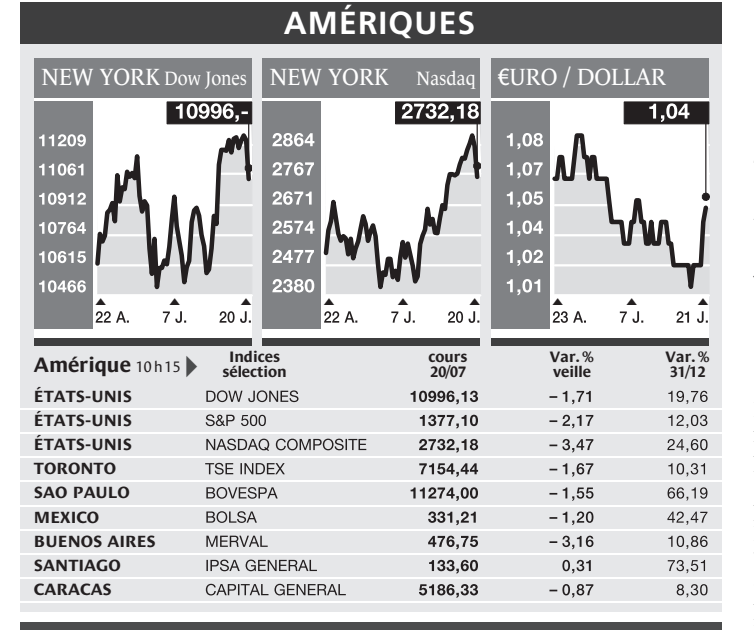 AMÉRIQUES
NEW YORK Dow Jones
10996,-
11209
11061
10912
10764
10615
10466
22 A. 7 J. 20 J.
NEW YORK Nasdaq
2732,18
2864
2767
2671
2574
2477
2380
22 A. 7 J. 20 J.
€URO / DOLLAR
1,04
1,08
1,07
1,05
1,04
1,02
1,01
23 A. 7 J. 21 J.
Amérique 10h15 Indices sélection cours 20/07 Var. % veille Var. % 31/12
ÉTATS-UNIS DOW JONES 10996,13 – 1,71 19,76
ÉTATS-UNIS S&P 500 1377,10 – 2,17 12,03
ÉTATS-UNIS NASDAQ COMPOSITE 2732,18 – 3,47 24,60
TORONTO TSE INDEX 7154,44 – 1,67 10,31
SAO PAULO BOVESPA 11274,00 – 1,55 66,19
MEXICO BOLSA 331,21 – 1,20 42,47
BUENOS AIRES MERVAL 476,75 – 3,16 10,86
SANTIAGO IPSA GENERAL 133,60 0,31 73,51
CARACAS CAPITAL GENERAL 5186,33 – 0,87 8,30